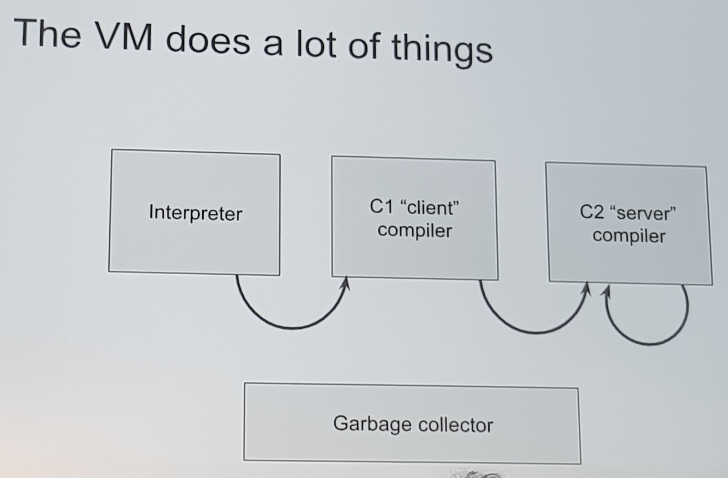 The VM does a lot of things
Interpreter
C1 “client”
compiler
C2 “server”
compiler
Garbage collector